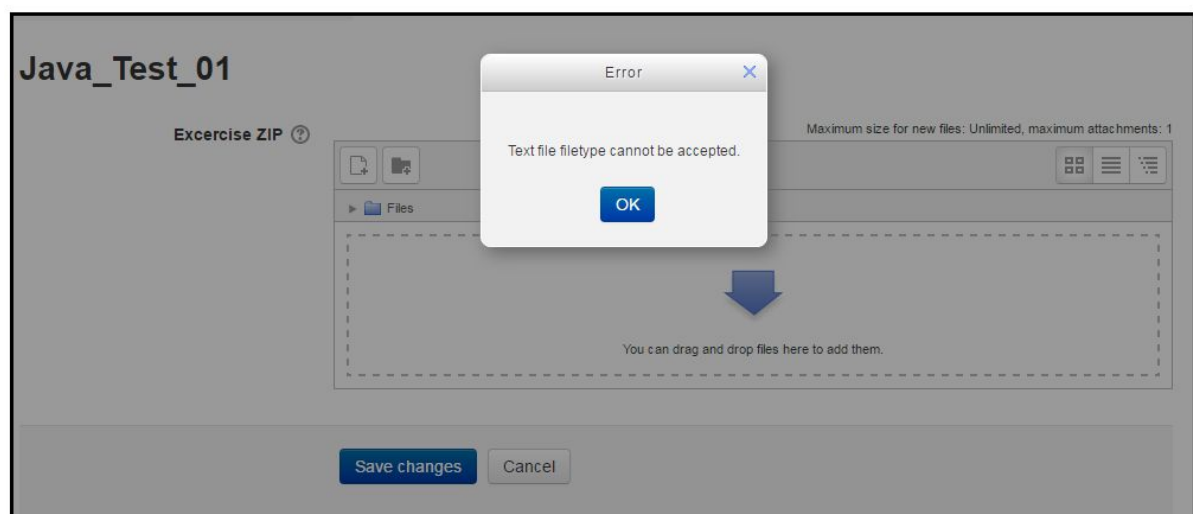 Java_Test_01
Error
Excercise ZIP
Maximum size for new files: Unlimited, maximum attachments: 1
Text file filetype cannot be accepted.
OK
Files
You can drag and drop files here to add them.
Save changes
Cancel